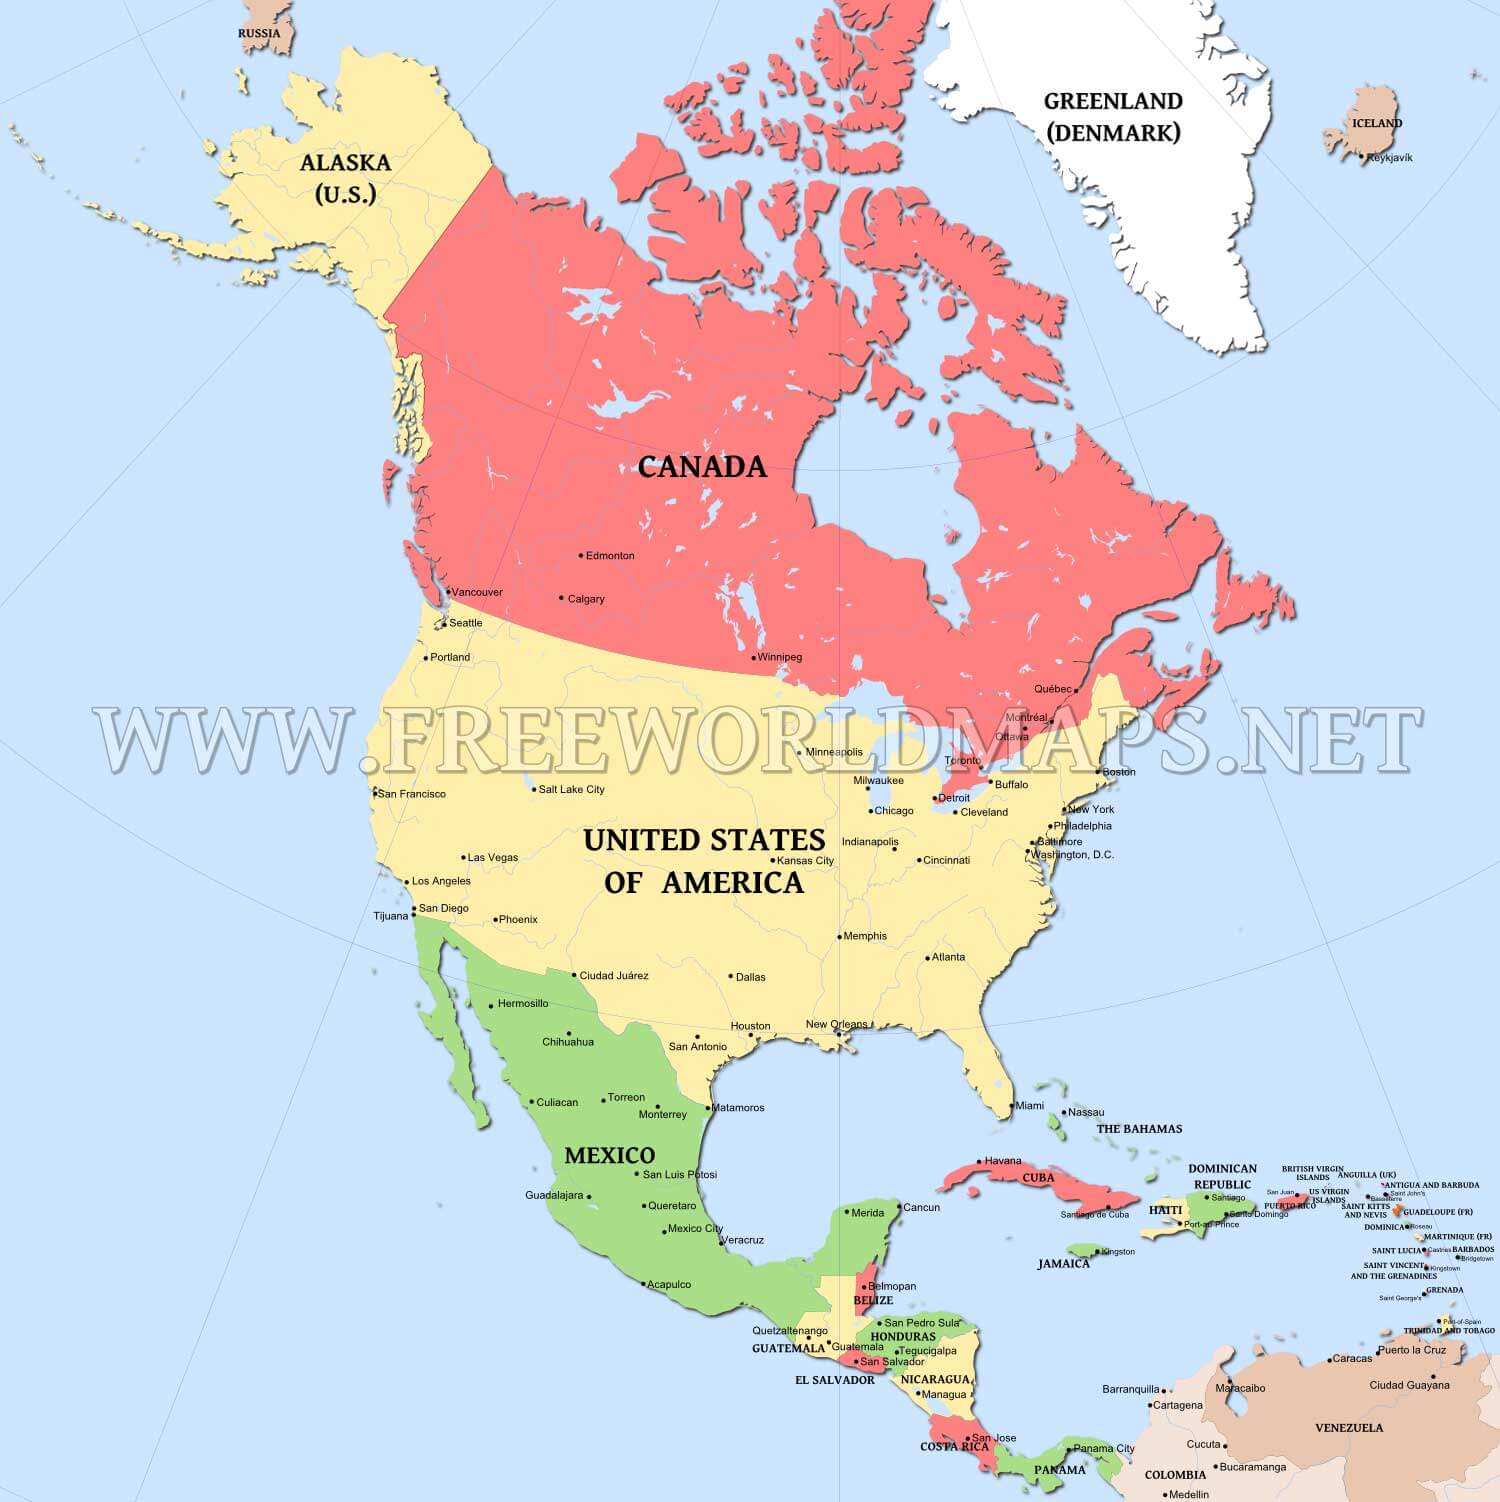 RUSSIA
GREENLAND
(DENMARK)
ICELAND
Reykjavík
ALASKA
(U.S.)
CANADA
Edmonton
Calgary
Vancouver
Seattle
Portland
Winnipeg
Québec
Montréal
Ottawa
Toronto
WWW.FREEWORLDMAPS.NET
Minneapolis
Milwaukee
Boston
Buffalo
Detroit
San Francisco
Salt Lake City
Chicago
Cleveland
New York
Philadelphia
UNITED STATES
OF AMERICA
Indianapolis
Baltimore
Washington, D.C.
Las Vegas
Kansas City
Cincinnati
Los Angeles
San Diego
Tijuana
Phoenix
Memphis
Atlanta
Ciudad Juárez
Dallas
Hermosillo
Houston
New Orleans
Chihuahua
San Antonio
Culiacan
Torreon
Monterrey
Matamoros
Miami
Nassau
THE BAHAMAS
MEXICO
San Luis Potosi
Havana
CUBA
DOMINICAN
REPUBLIC
BRITISH VIRGIN
ISLANDS
ANGUILLA (UK)
ANTIGUA AND BARBUDA
Saint John's
Guadalajara
Queretaro
Merida
Cancun
Santiago de Cuba
HAITI
Port-au-Prince
Santiago
Santo Domingo
San Juan
PUERTO RICO
US VIRGIN
ISLANDS
Basseterre
SAINT KITTS
AND NEVIS
GUADELOUPE (FR)
DOMINICA
Roseau
MARTINIQUE (FR)
Mexico City
Veracruz
JAMAICA
Kingston
SAINT LUCIA
Castries
BARBADOS
Bridgetown
SAINT VINCENT
AND THE GRENADINES
Kingstown
Acapulco
Belmopan
BELIZE
GRENADA
Saint George's
San Pedro Sula
HONDURAS
Tegucigalpa
Quetzaltenango
GUATEMALA
Guatemala
San Salvador
EL SALVADOR
NICARAGUA
Managua
Port-of-Spain
TRINIDAD AND TOBAGO
Caracas
Puerto la Cruz
Barranquilla
Maracaibo
Ciudad Guayana
Cartagena
VENEZUELA
San Jose
COSTA RICA
Panama City
PANAMA
Cucuta
Bucaramanga
COLOMBIA
Medellin